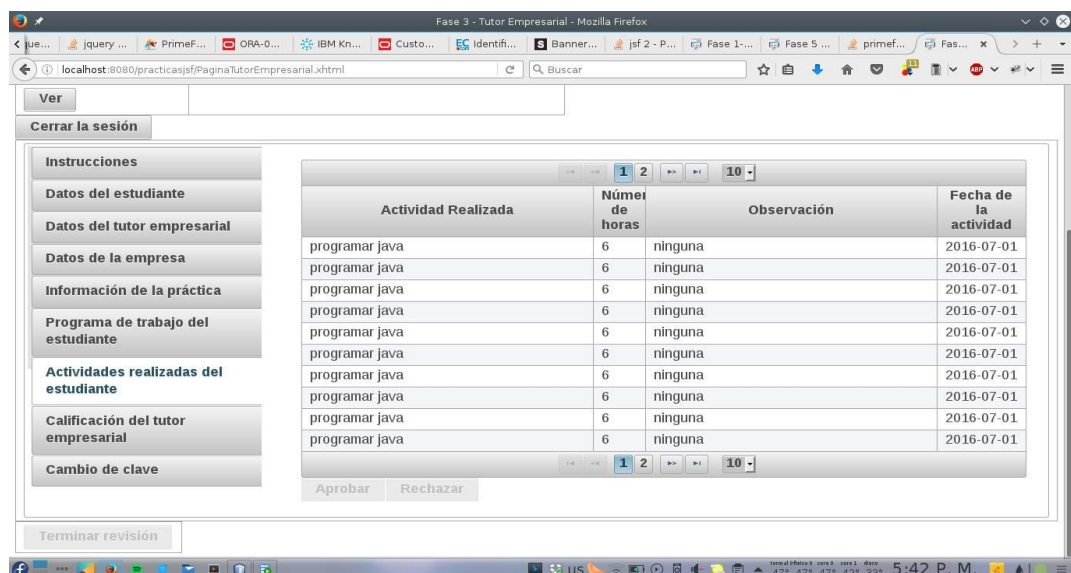 Fase 3 - Tutor Empresarial - Mozilla Firefox
jque... jquery ... PrimeF... ORA-0... IBM Kn... Custo... Identifi... Banner... jsf 2 - P... Fase 1-... Fase 5 ... primef... Fas...
localhost:8080/practicasjsf/PaginaTutorEmpresarial.xhtml Buscar
Ver
Cerrar la sesión
Instrucciones
Datos del estudiante
Datos del tutor empresarial
Datos de la empresa
Información de la práctica
Programa de trabajo del
estudiante
Actividades realizadas del
estudiante
Calificación del tutor
empresarial
Cambio de clave
1 2 10
Actividad Realizada
Númer
de
horas
Observación
Fecha de
la
actividad
programar java 6 ninguna 2016-07-01
programar java 6 ninguna 2016-07-01
programar java 6 ninguna 2016-07-01
programar java 6 ninguna 2016-07-01
programar java 6 ninguna 2016-07-01
programar java 6 ninguna 2016-07-01
programar java 6 ninguna 2016-07-01
programar java 6 ninguna 2016-07-01
programar java 6 ninguna 2016-07-01
programar java 6 ninguna 2016-07-01
1 2 10
Aprobar Rechazar
Terminar revisión
US 5:42 P. M.